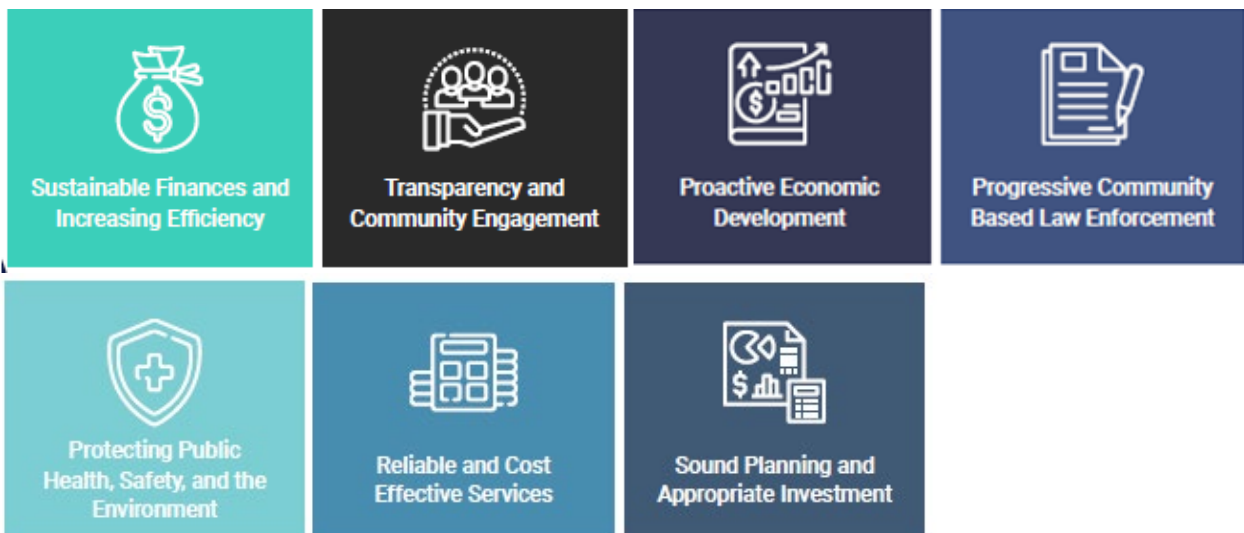 Sustainable Finances and
Increasing Efficiency
Transparency and
Community Engagement
Proactive Economic
Development
Progressive Community
Based Law Enforcement
Protecting Public
Health, Safety, and the
Environment
Reliable and Cost
Effective Services
Sound Planning and
Appropriate Investment